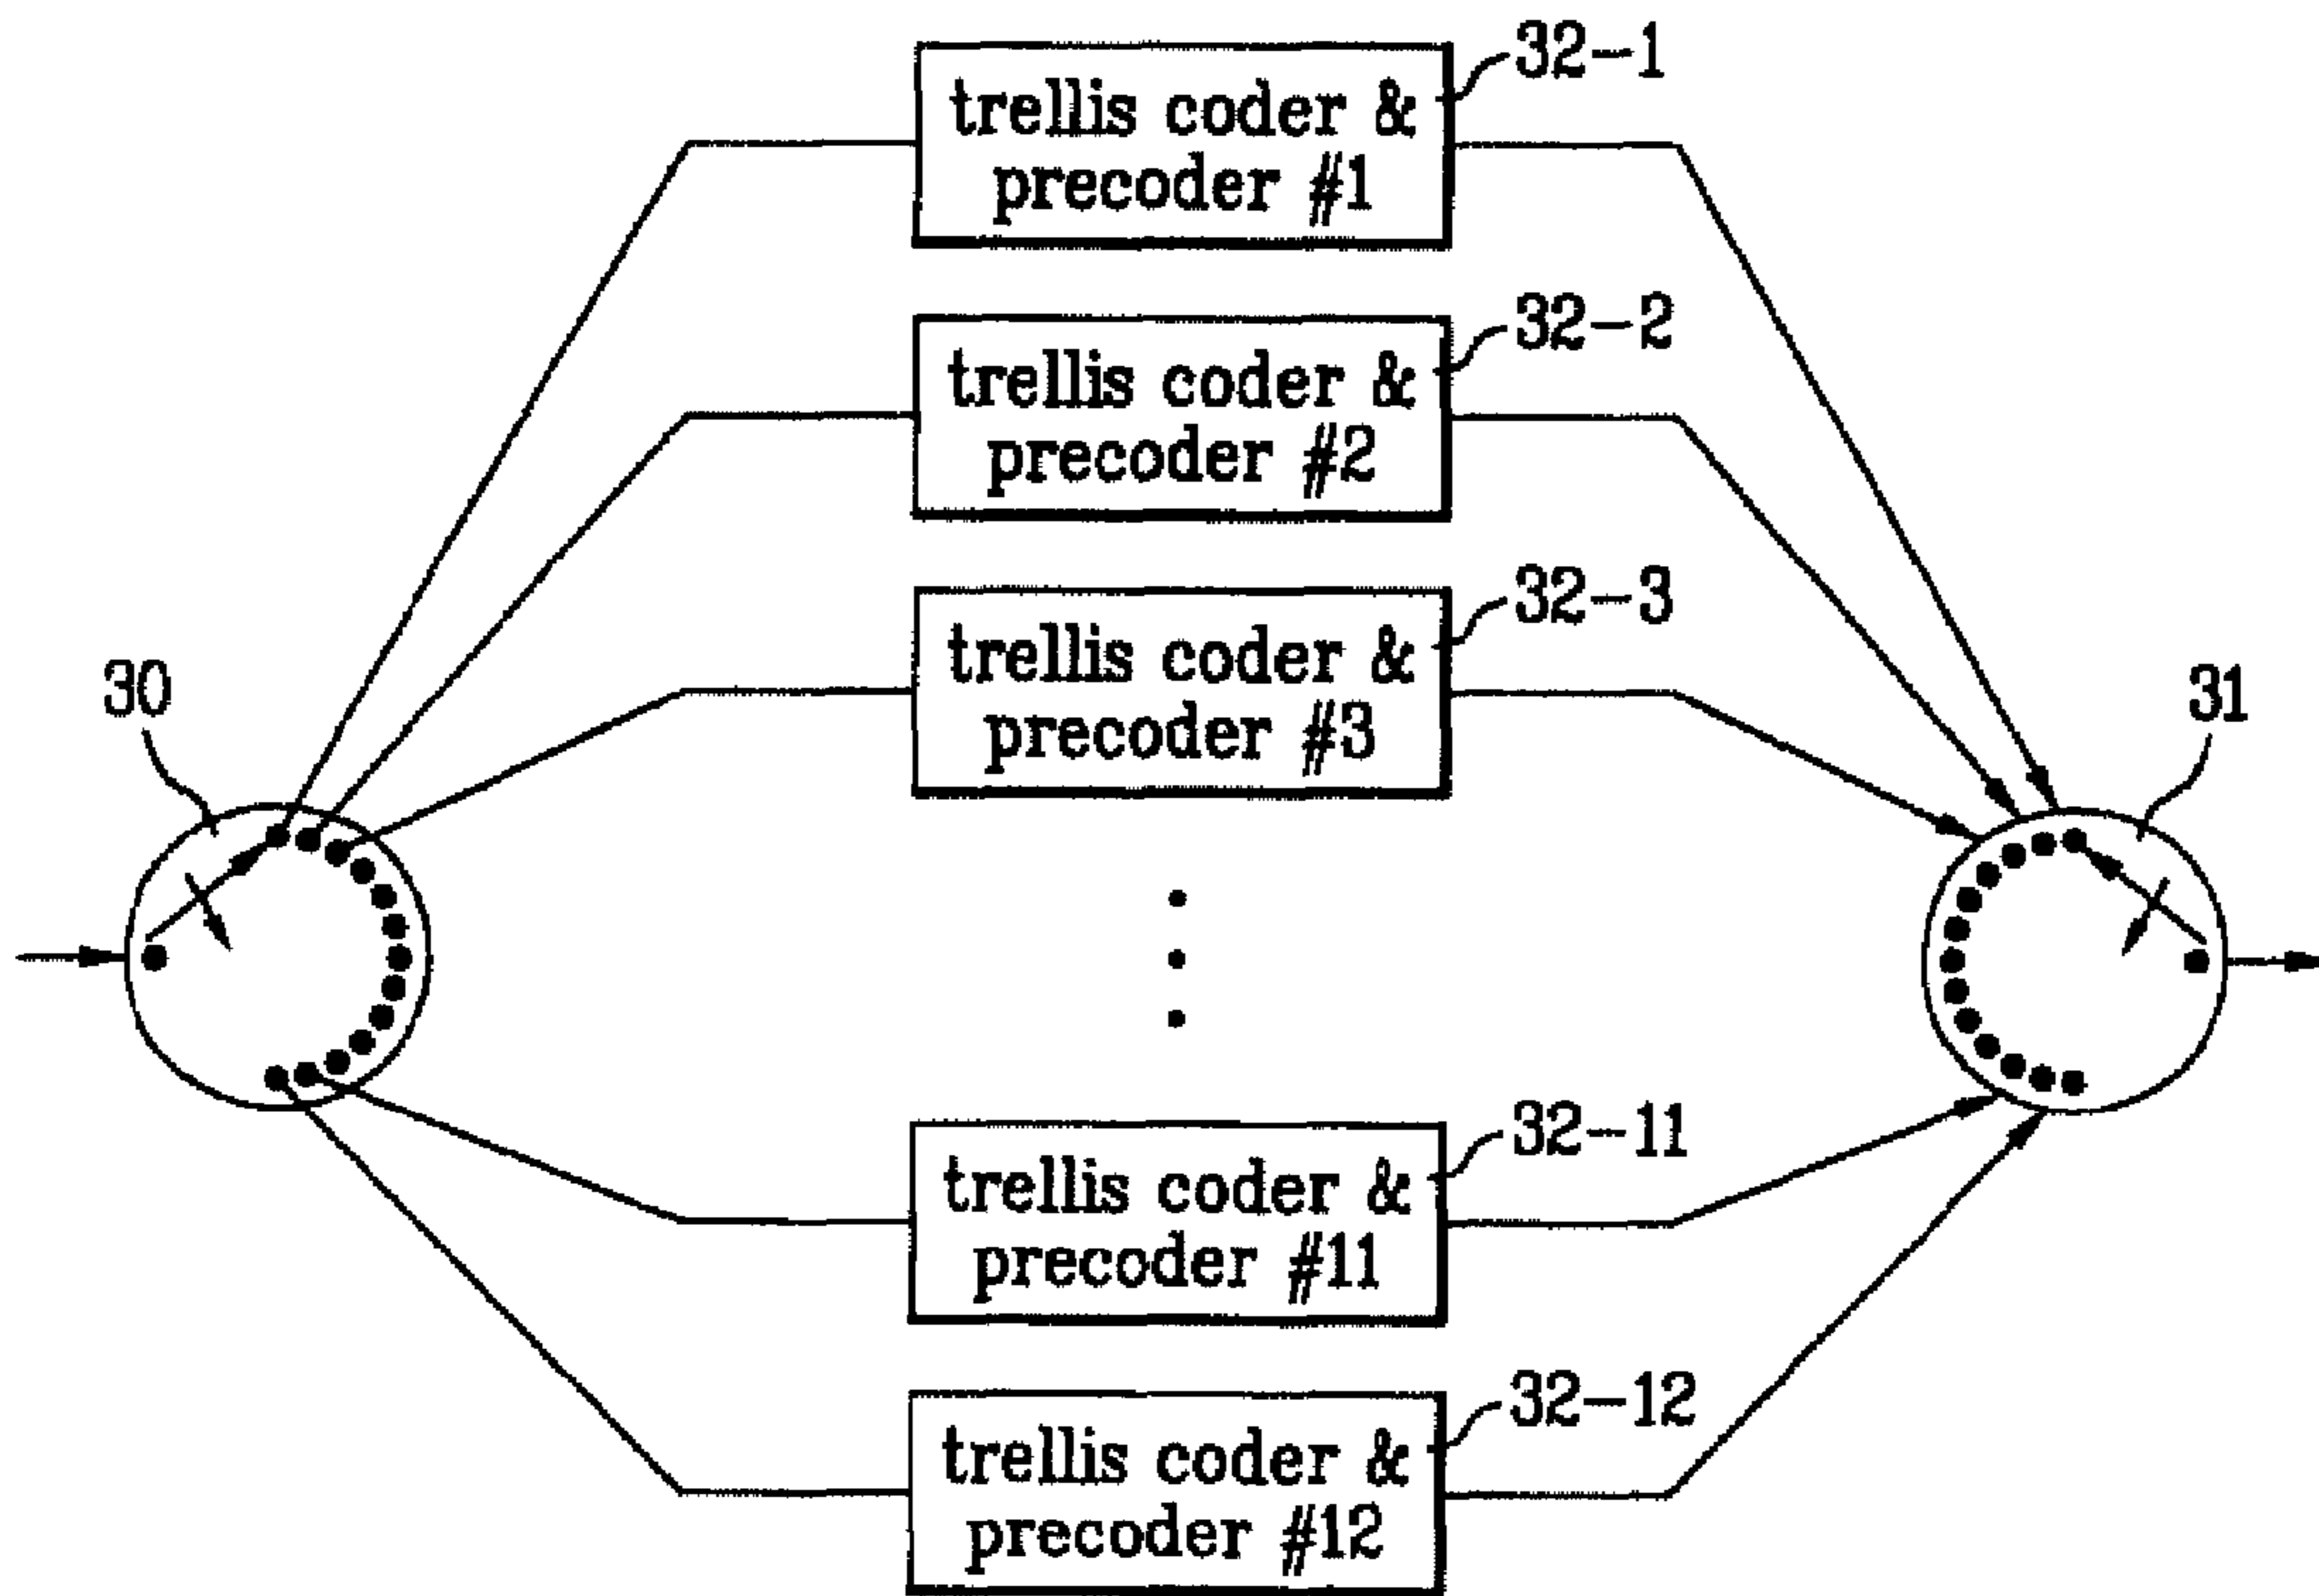 32-1
trellis coder &
precoder #1
32-2
trellis coder &
precoder #2
32-3
trellis coder &
precoder #3
30
31
32-11
trellis coder &
precoder #11
32-12
trellis coder &
precoder #12